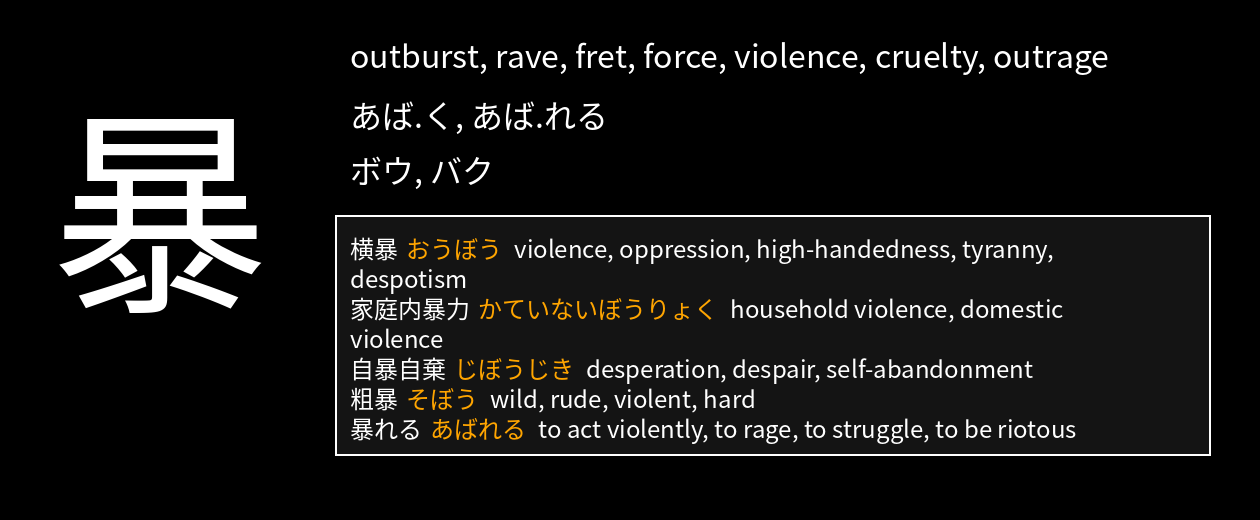 暴
outburst, rave, fret, force, violence, cruelty, outrage
あば.く, あば.れる
ボウ, バク
横暴 おうぼう violence, oppression, high-handedness, tyranny,
despotism
家庭内暴力 かていないぼうりょく household violence, domestic
violence
自暴自棄 じぼうじき desperation, despair, self-abandonment
粗暴 そぼう wild, rude, violent, hard
暴れる あばれる to act violently, to rage, to struggle, to be riotous